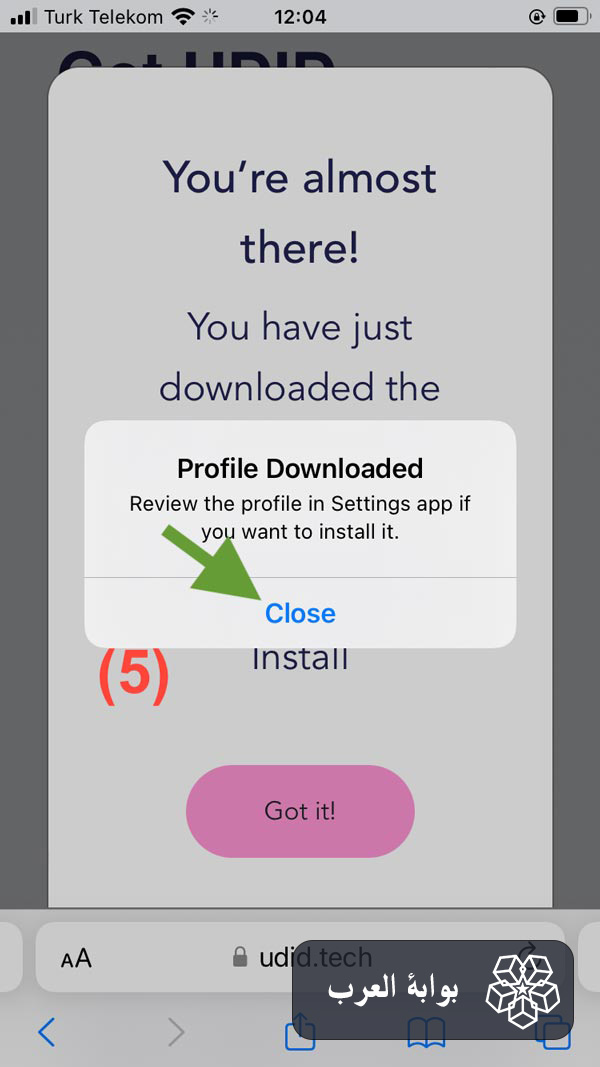 Turk Telekom
12:04
Get UDID
You're almost
there!
You have just
downloaded the
Profile Downloaded
Review the profile in Settings app if
you want to install it.
Close
(5)
Install
Got it!
AA
udid.tech
بوابة العرب